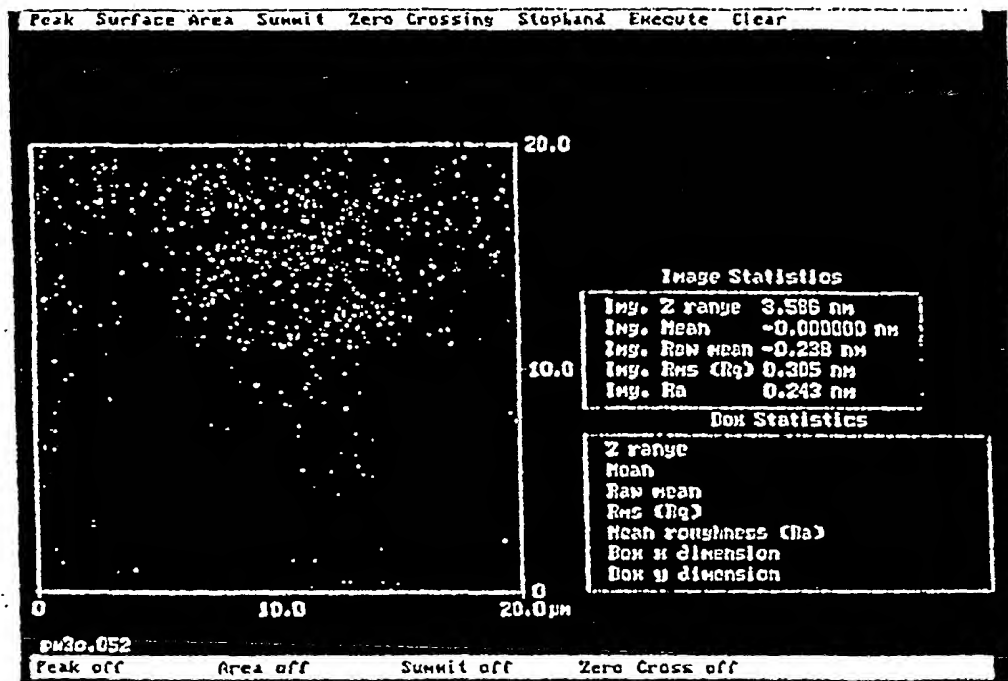 Peak Surface Area Summit Zero Crossing Stopband Execute Clear
20.0
10.0
0
0 10.0 20.0 µm
Image Statistics
Img. Z range 3.586 nm
Img. Mean -0.000000 nm
Img. Raw mean -0.238 nm
Img. Rms (Rq) 0.305 nm
Img. Ra 0.243 nm
Box Statistics
Z range
Mean
Raw mean
Rms (Rq)
Mean roughness (Ra)
Box x dimension
Box y dimension
Peak off Area off Summit off Zero Cross off